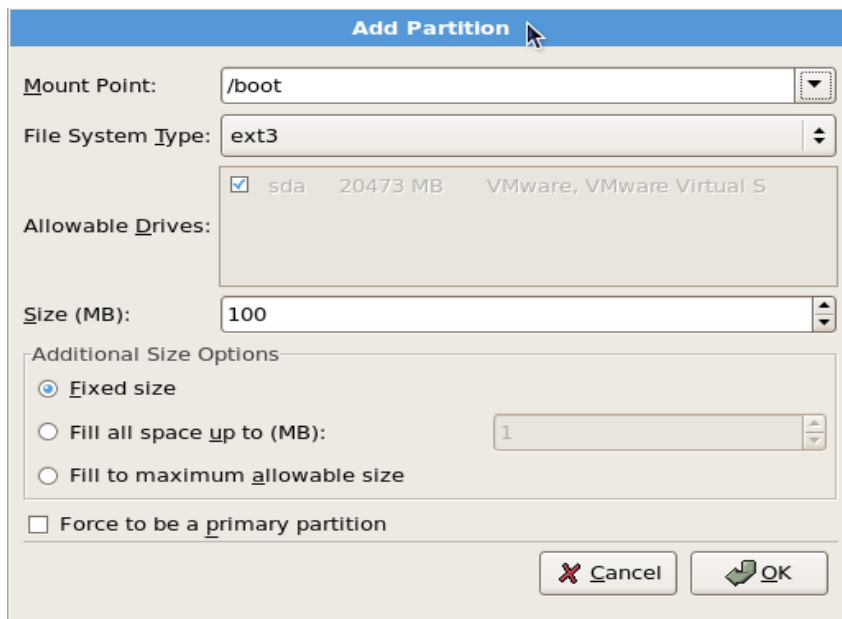 Add Partition
Mount Point: /boot
File System Type: ext3
sda 20473 MB VMware, VMware Virtual S
Allowable Drives:
Size (MB): 100
Additional Size Options
Fixed size
Fill all space up to (MB): 1
Fill to maximum allowable size
Force to be a primary partition
Cancel OK